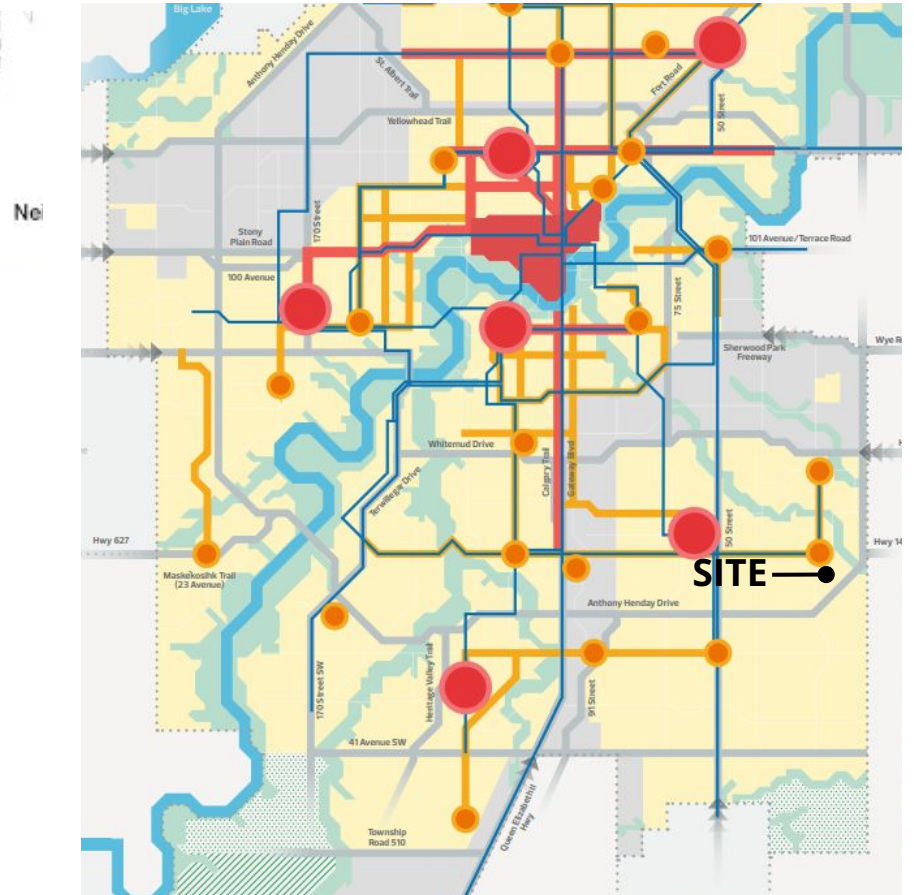 Big Lake
Anthony Henday Drive
St. Albert Trail
Fort Road
50 Street
Yellowhead Trail
Nei
170 Street
Stony
Plain Road
101 Avenue/Terrace Road
100 Avenue
75 Street
Sherwood Park
Freeway
Wye R
Whitemud Drive
Calgary Trail
Gateway Blvd
Terwillegar Drive
50 Street
Hwy 627
Hwy 14
Maskekosihk Trail
(23 Avenue)
SITE
Anthony Henday Drive
170 Street SW
Heritage Valley Trail
91 Street
41 Avenue SW
Queen Elizabeth II
Hwy
Township
Road 510